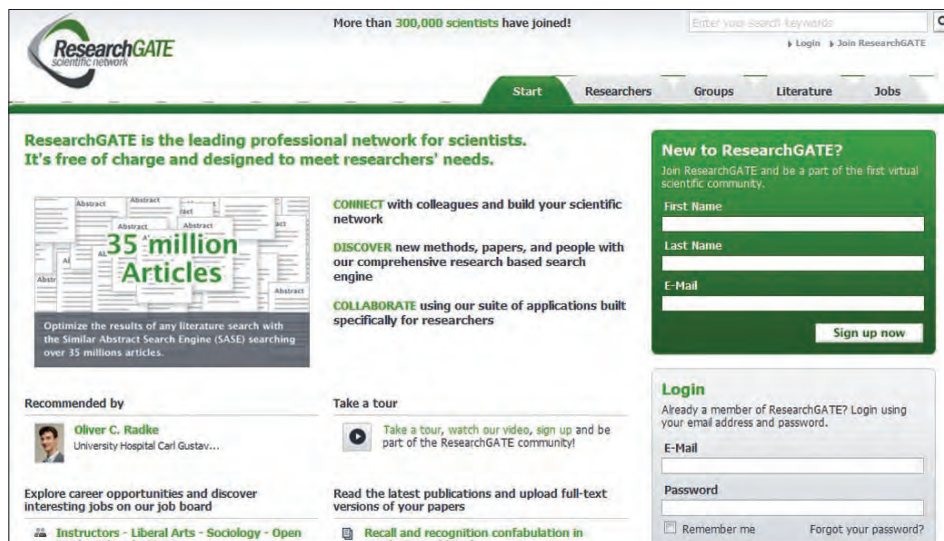 More than 300,000 scientists have joined!
Enter your search keywords
Login Join ResearchGATE
ResearchGATE
scientific network
Start Researchers Groups Literature Jobs
ResearchGATE is the leading professional network for scientists.
It's free of charge and designed to meet researchers' needs.
Abstract Abstract Abstract
Abstract Abstract
35 million
Articles
Abstract
Optimize the results of any literature search with
the Similar Abstract Search Engine (SASE) searching
over 35 millions articles.
CONNECT with colleagues and build your scientific
network
DISCOVER new methods, papers, and people with
our comprehensive research based search
engine
COLLABORATE using our suite of applications built
specifically for researchers
New to ResearchGATE?
Join ResearchGATE and be a part of the first virtual
scientific community.
First Name
Last Name
E-Mail
Sign up now
Recommended by
Oliver C. Radke
University Hospital Carl Gustav...
Take a tour
Take a tour, watch our video, sign up and be
part of the ResearchGATE community!
Login
Already a member of ResearchGATE? Login using
your email address and password.
E-Mail
Password
Remember me Forgot your password?
Explore career opportunities and discover
interesting jobs on our job board
Instructors - Liberal Arts - Sociology - Open
Read the latest publications and upload full-text
versions of your papers
Recall and recognition confabulation in